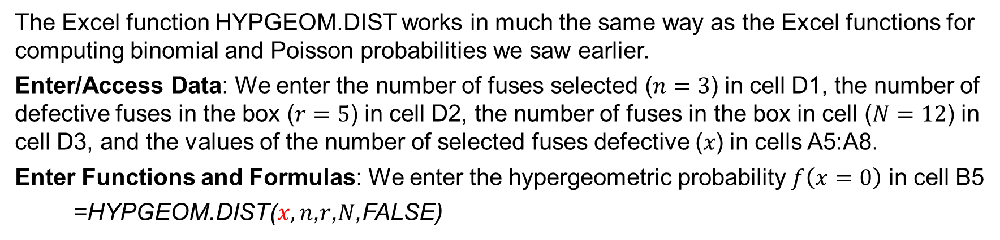 The Excel function HYPGEOM.DIST works in much the same way as the Excel functions for
computing binomial and Poisson probabilities we saw earlier.
Enter/Access Data: We enter the number of fuses selected (n = 3) in cell D1, the number of
defective fuses in the box (r = 5) in cell D2, the number of fuses in the box in cell (N = 12) in
cell D3, and the values of the number of selected fuses defective (x) in cells A5:A8.
Enter Functions and Formulas: We enter the hypergeometric probability f(x = 0) in cell B5
=HYPGEOM.DIST(x, n,r,N,FALSE)